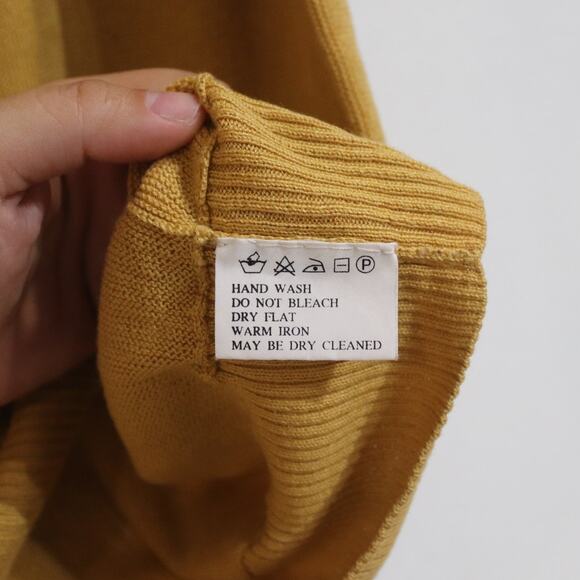 P
HAND WASH
DO NOT BLEACH
DRY FLAT
WARM IRON
MAY BE DRY CLEANED